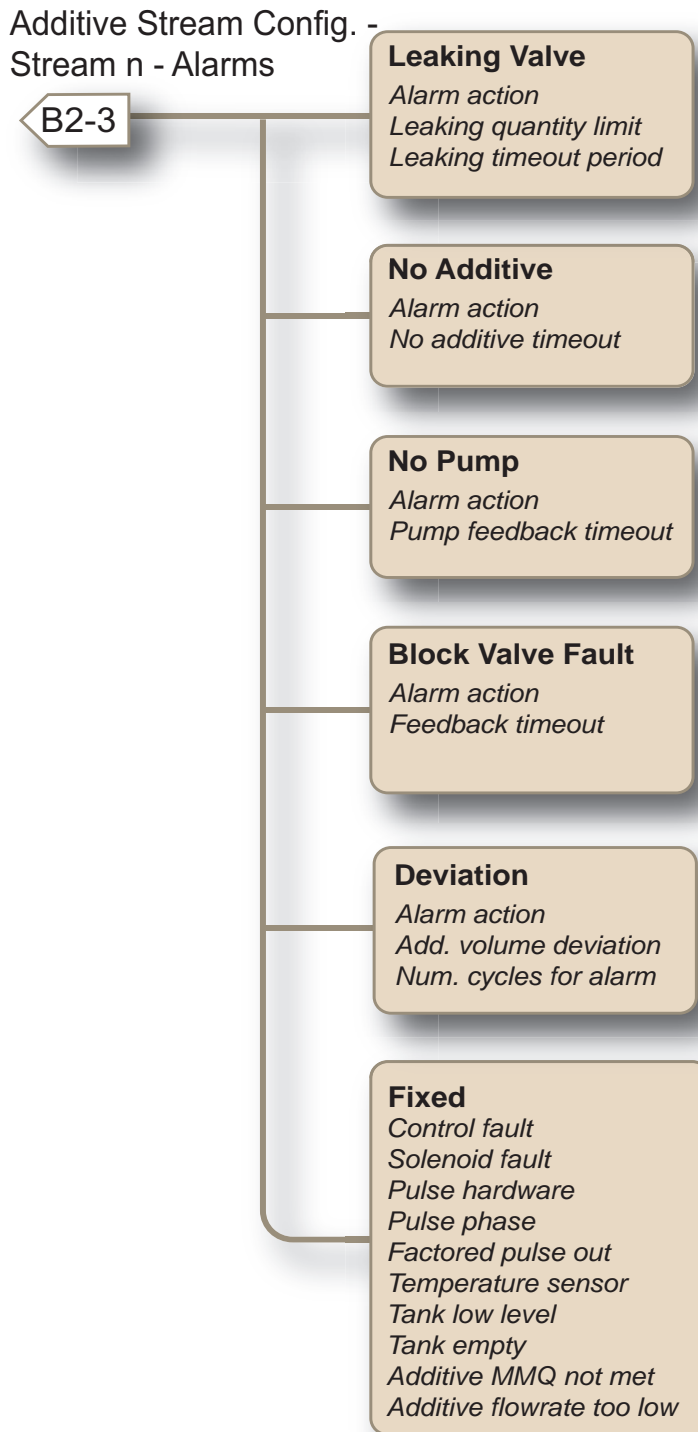 Additive Stream Config. -
Stream n - Alarms
B2-3
Leaking Valve
Alarm action
Leaking quantity limit
Leaking timeout period
No Additive
Alarm action
No additive timeout
No Pump
Alarm action
Pump feedback timeout
Block Valve Fault
Alarm action
Feedback timeout
Deviation
Alarm action
Add. volume deviation
Num. cycles for alarm
Fixed
Control fault
Solenoid fault
Pulse hardware
Pulse phase
Factored pulse out
Temperature sensor
Tank low level
Tank empty
Additive MMQ not met
Additive flowrate too low